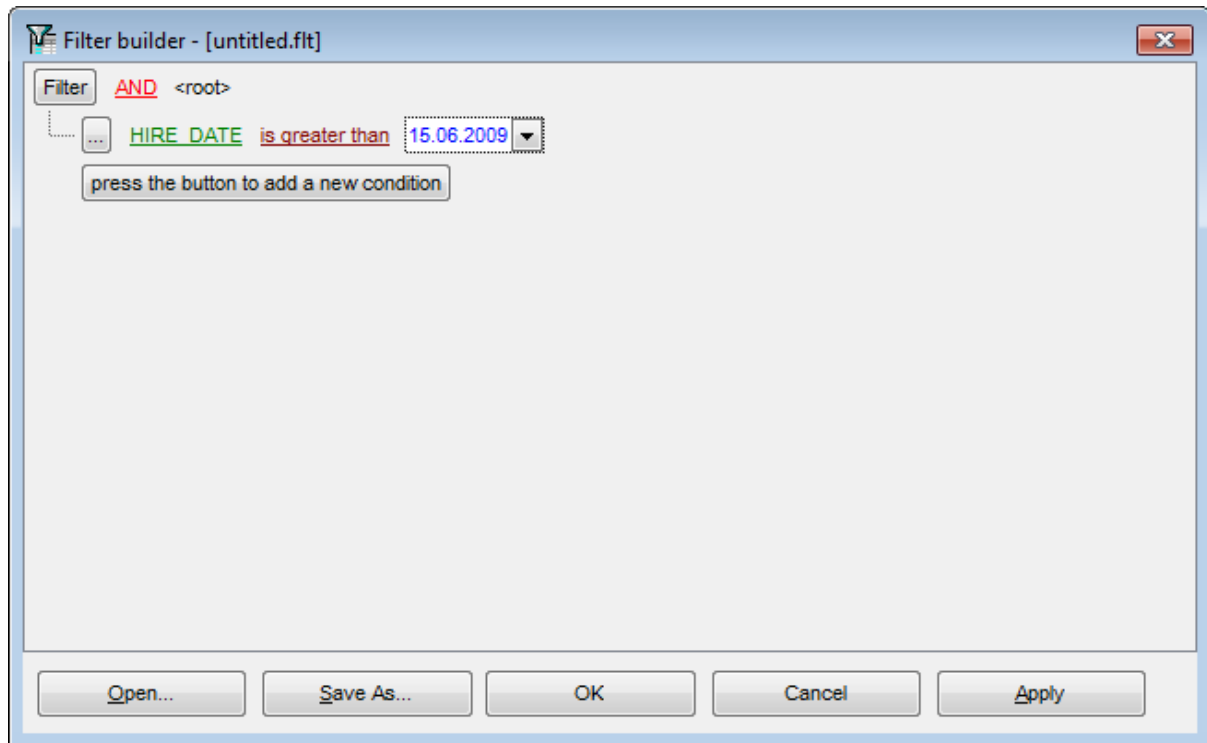 Filter builder - [untitled.flt]
Filter AND <root>
... HIRE_DATE is greater than 15.06.2009
press the button to add a new condition
Open... Save As... OK Cancel Apply